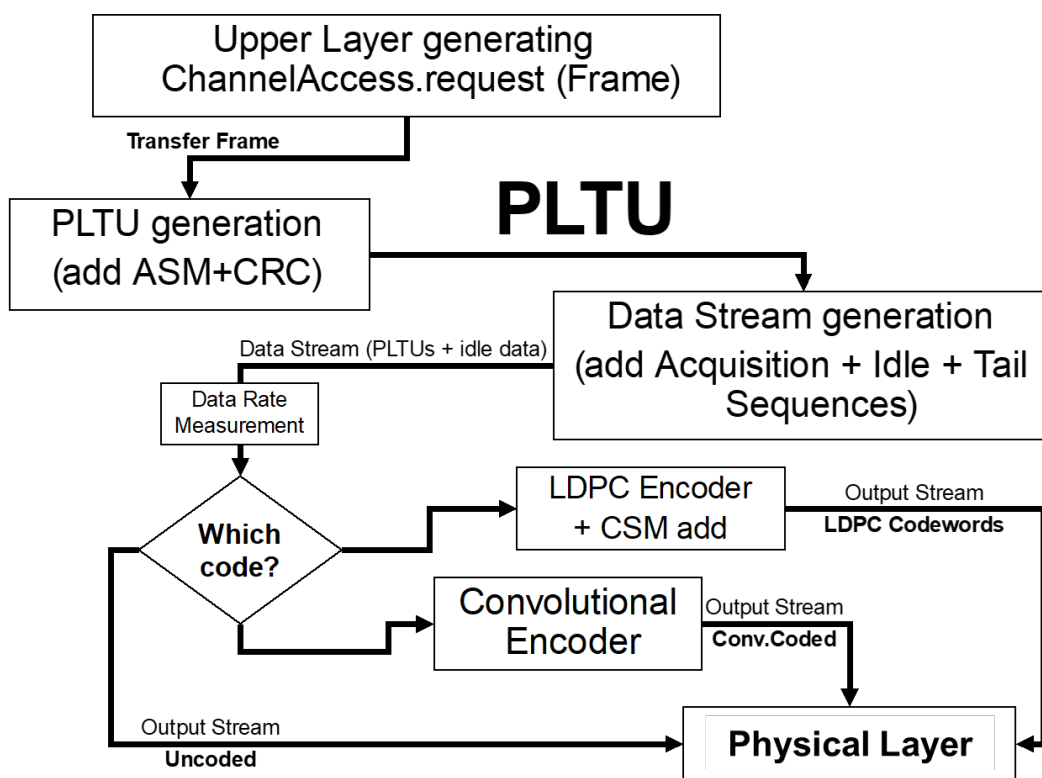 Upper Layer generating
ChannelAccess.request (Frame)
Transfer Frame
PLTU generation
(add ASM+CRC)
PLTU
Data Stream generation
(add Acquisition + Idle + Tail
Sequences)
Data Stream (PLTUs + idle data)
Data Rate
Measurement
Which
code?
LDPC Encoder
+ CSM add
Output Stream
LDPC Codewords
Convolutional
Encoder
Output Stream
Conv.Coded
Output Stream
Uncoded
Physical Layer